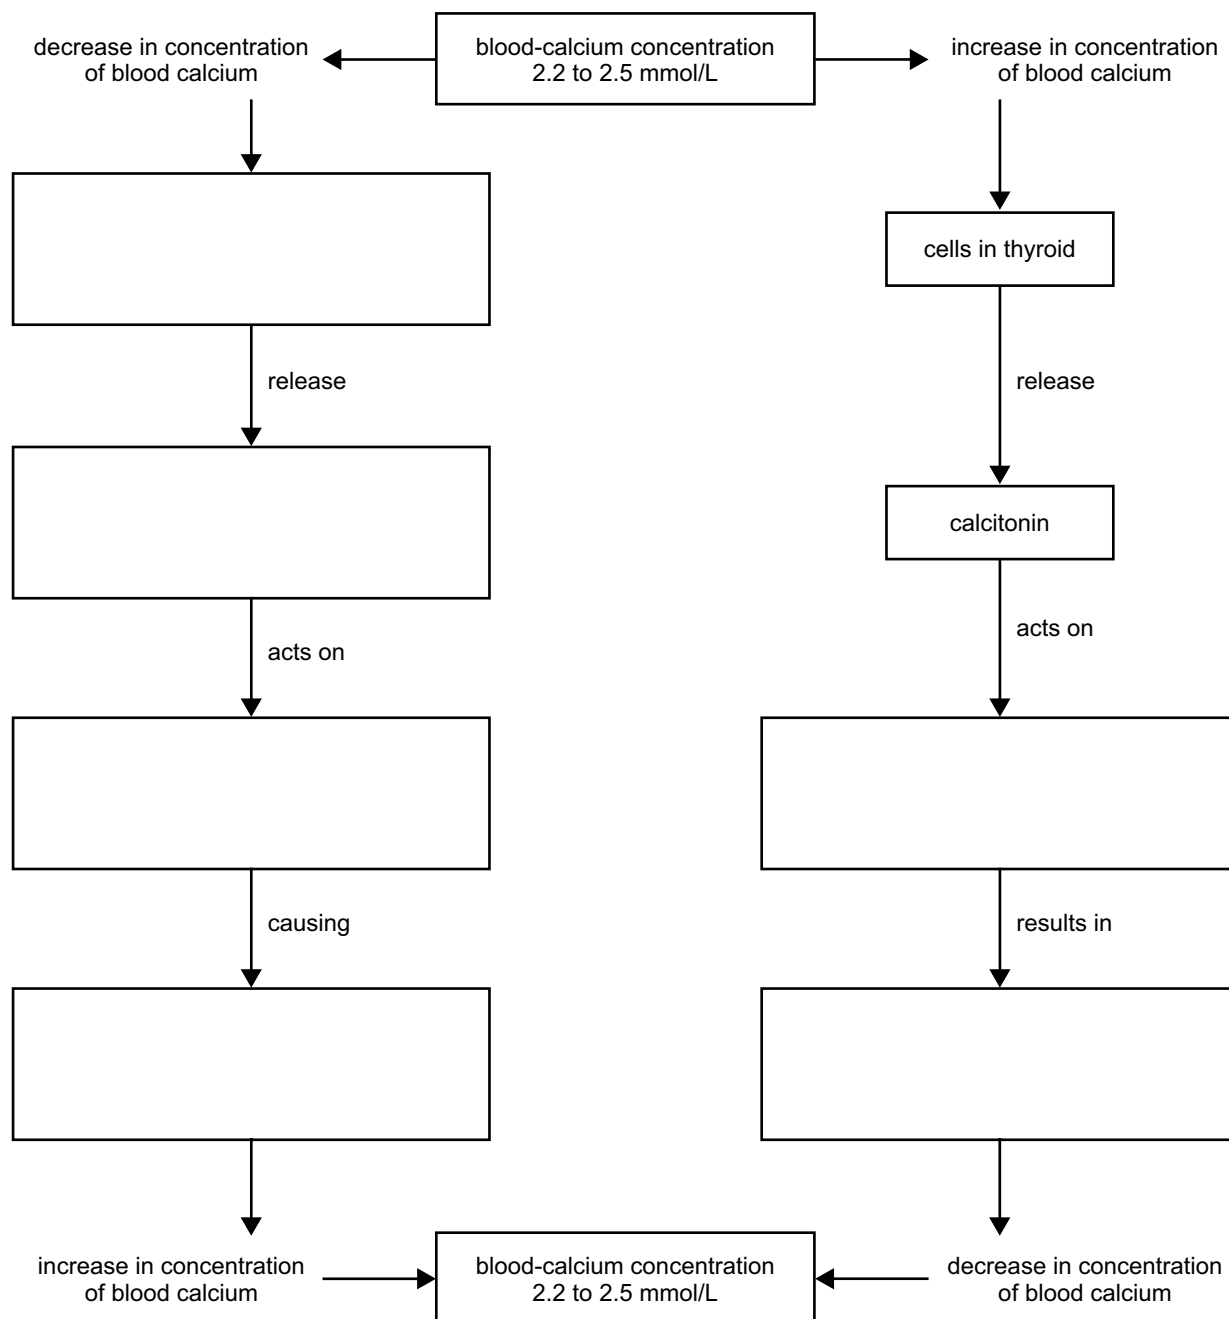 decrease in concentration
of blood calcium
blood-calcium concentration
2.2 to 2.5 mmol/L
increase in concentration
of blood calcium
cells in thyroid
release
release
calcitonin
acts on
acts on
causing
results in
increase in concentration
of blood calcium
blood-calcium concentration
2.2 to 2.5 mmol/L
decrease in concentration
of blood calcium